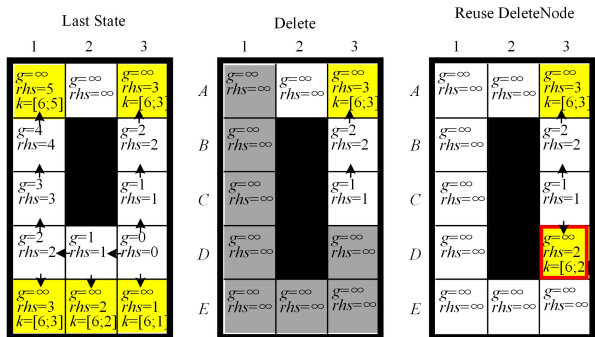 Last State
1 2 3
g=∞
rhs=5
k=[6;5]
g=∞
rhs=∞
g=∞
rhs=3
k=[6;3]
g=4
rhs=4
g=2
rhs=2
g=3
rhs=3
g=1
rhs=1
g=2
rhs=2
g=1
rhs=1
g=0
rhs=0
g=∞
rhs=3
k=[6;3]
g=∞
rhs=2
k=[6;2]
g=∞
rhs=1
k=[6;1]
Delete
1 2 3
A
g=∞
rhs=∞
g=∞
rhs=∞
g=∞
rhs=3
k=[6;3]
B
g=∞
rhs=∞
g=2
rhs=2
C
g=∞
rhs=∞
g=1
rhs=1
D
g=∞
rhs=∞
g=∞
rhs=∞
E
g=∞
rhs=∞
g=∞
rhs=∞
g=∞
rhs=∞
Reuse DeleteNode
1 2 3
A
g=∞
rhs=∞
g=∞
rhs=∞
g=∞
rhs=3
k=[6;3]
B
g=∞
rhs=∞
g=2
rhs=2
C
g=∞
rhs=∞
g=1
rhs=1
D
g=∞
rhs=∞
g=∞
rhs=2
k=[6;2
E
g=∞
rhs=∞
g=∞
rhs=∞
g=∞
rhs=∞